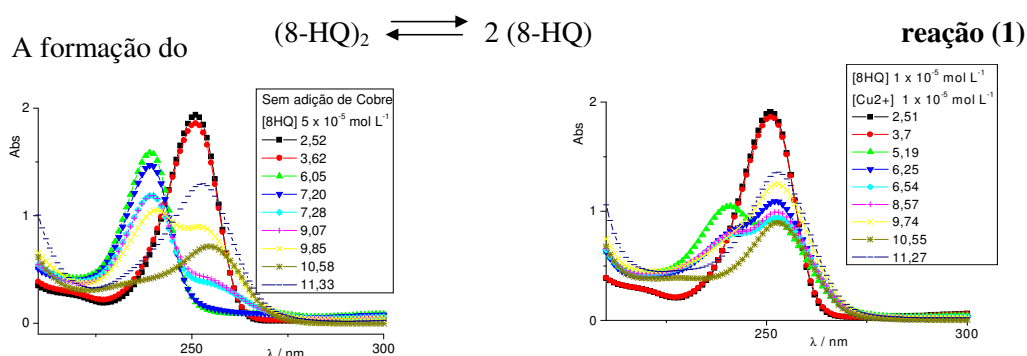 (8-HQ)₂ ⇄ 2 (8-HQ) reação (1)
A formação do
Sem adição de Cobre
[8HQ] 5 x 10⁻⁵ mol L⁻¹
2,52
3,62
6,05
7,20
7,28
9,07
9,85
10,58
11,33
Abs
2
1
0
250
300
λ / nm
[8HQ] 1 x 10⁻⁵ mol L⁻¹
[Cu2+] 1 x 10⁻⁵ mol L⁻¹
2,51
3,7
5,19
6,25
6,54
8,57
9,74
10,55
11,27
Abs
2
1
0
250
300
λ / nm